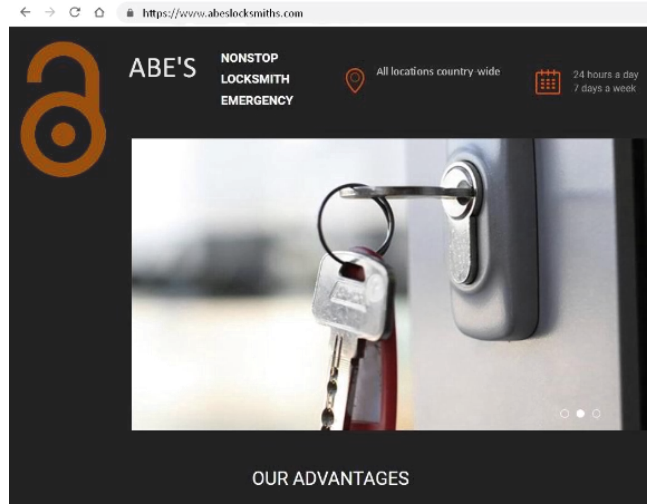 https://www.abeslocksmiths.com
ABE'S
NONSTOP
LOCKSMITH
EMERGENCY
All locations country-wide
24 hours a day
7 days a week
OUR ADVANTAGES